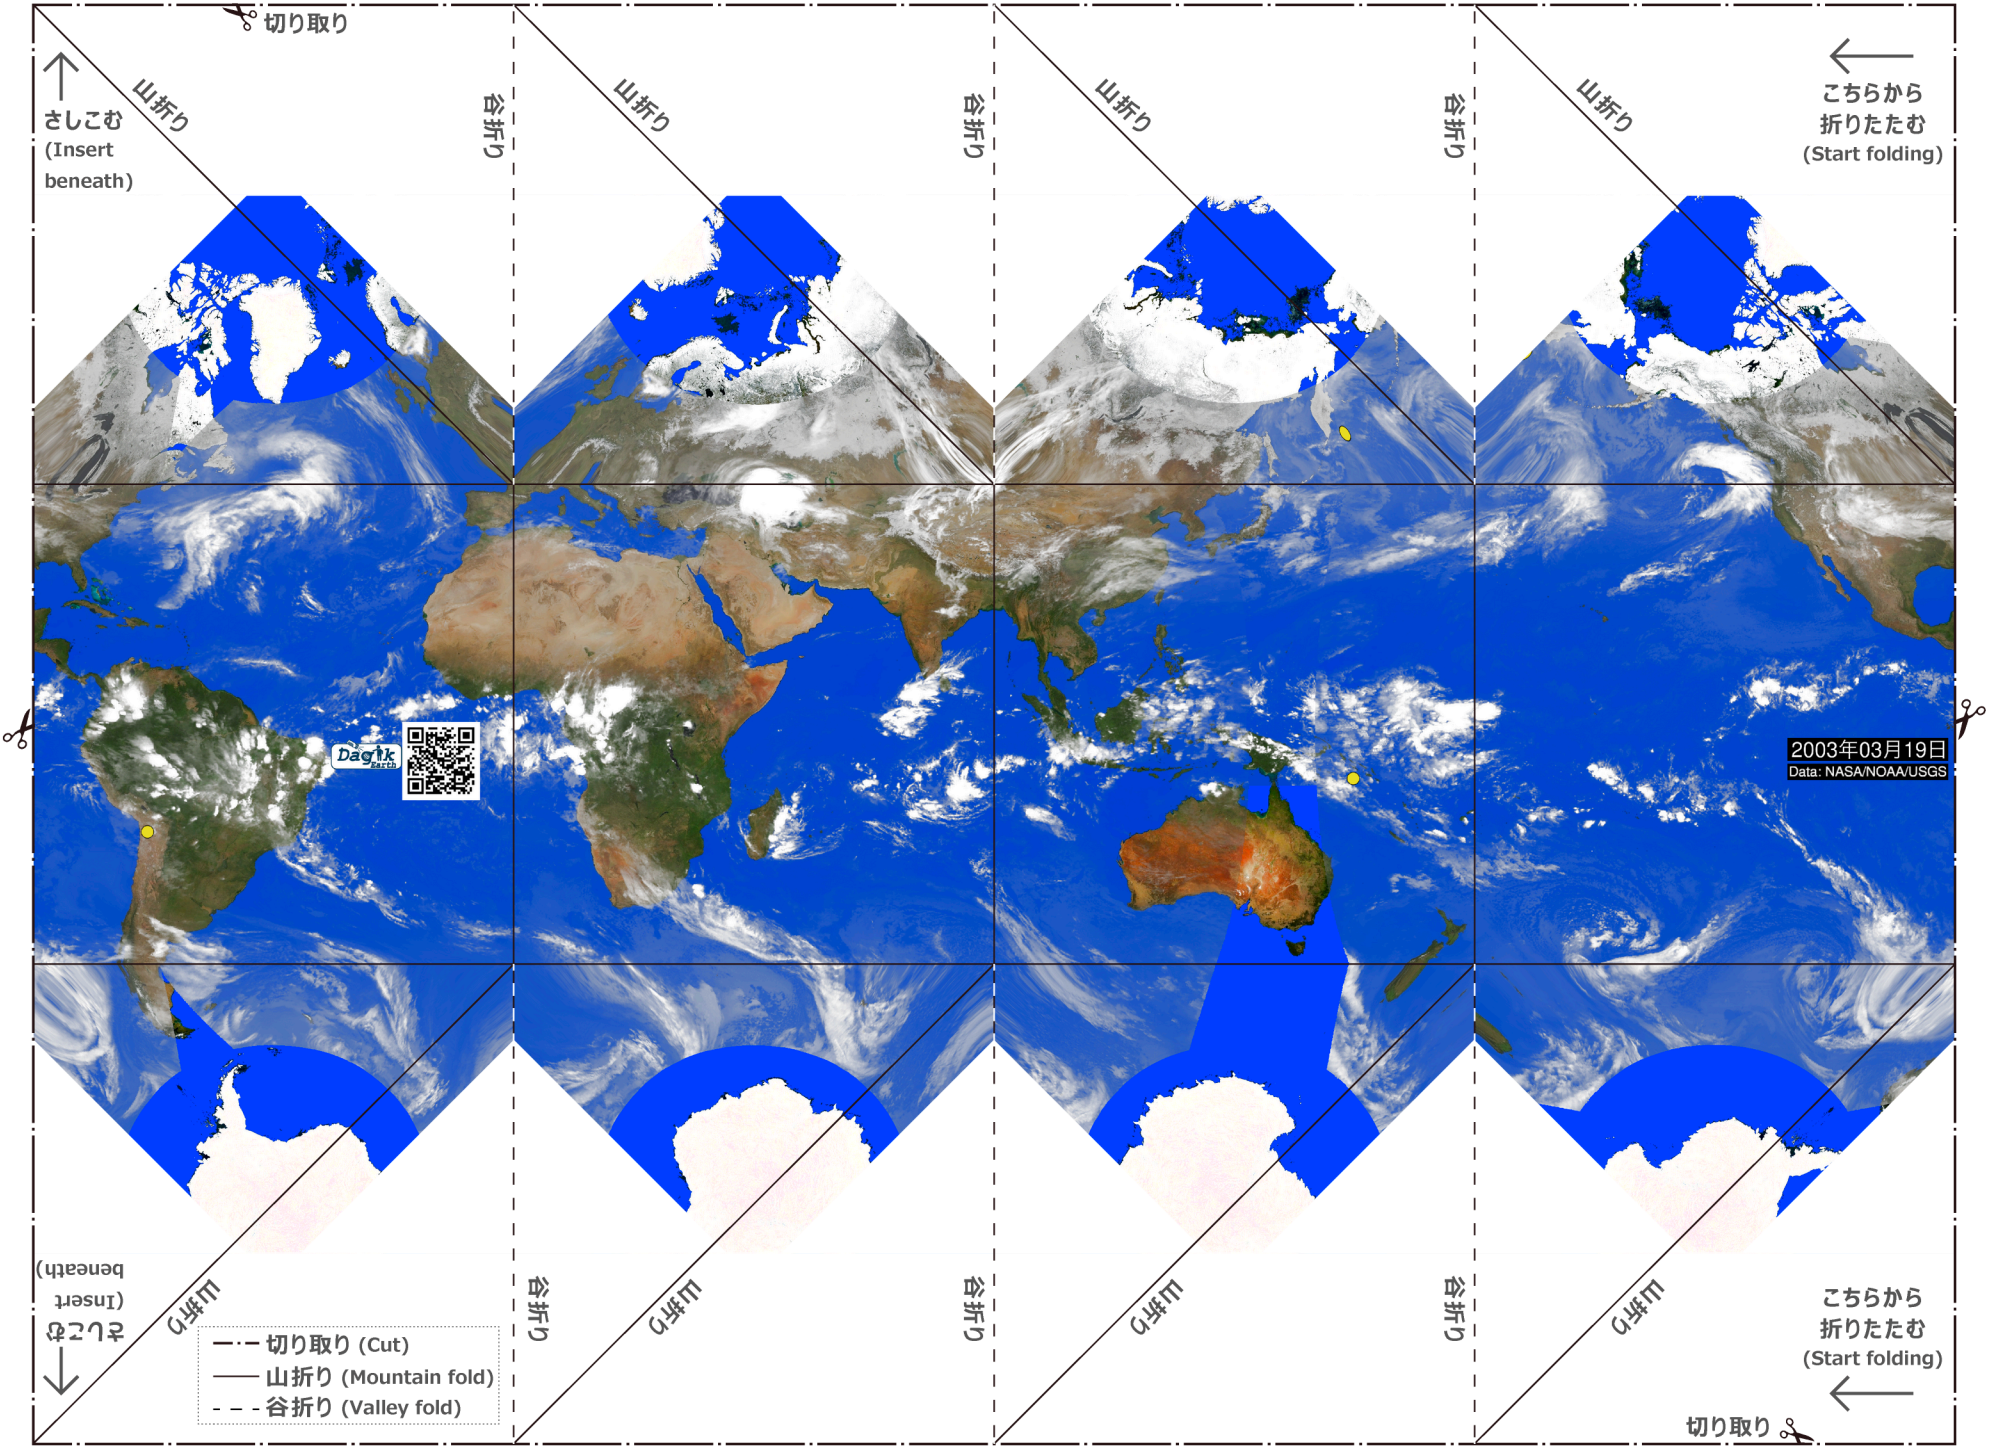 切り取り
山折り
谷折り
山折り
谷折り
山折り
谷折り
山折り
さしこむ
(Insert
beneath)
こちらから
折りたたむ
(Start folding)
Dagik
Earth
2003年03月19日
Data: NASA/NOAA/USGS
さしこむ
(Insert
beneath)
山折り
谷折り
山折り
谷折り
山折り
谷折り
山折り
こちらから
折りたたむ
(Start folding)
切り取り (Cut)
山折り (Mountain fold)
谷折り (Valley fold)
切り取り